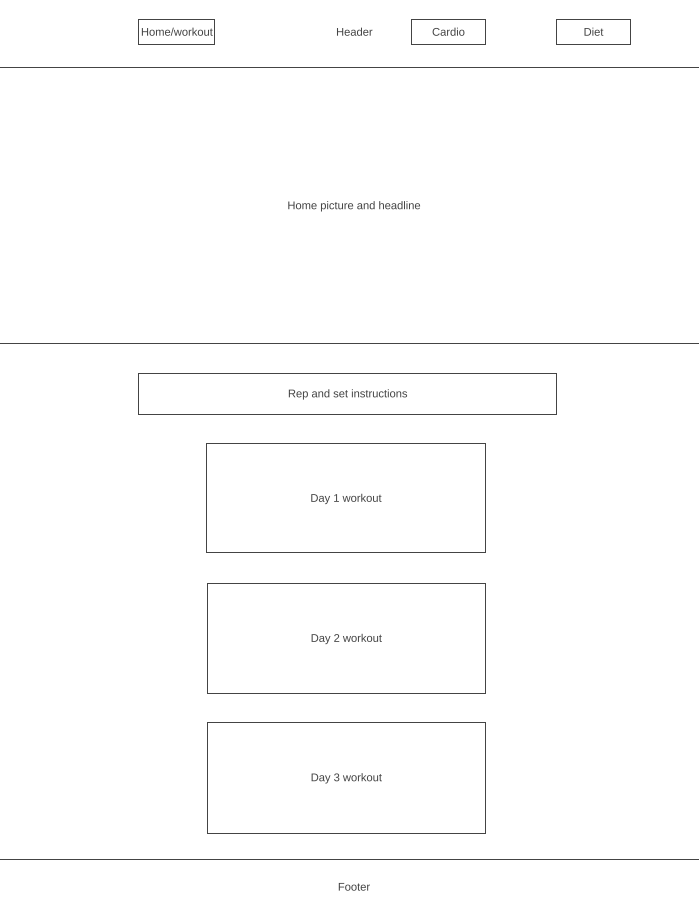 Home/workout
Header
Cardio
Diet
Home picture and headline
Rep and set instructions
Day 1 workout
Day 2 workout
Day 3 workout
Footer